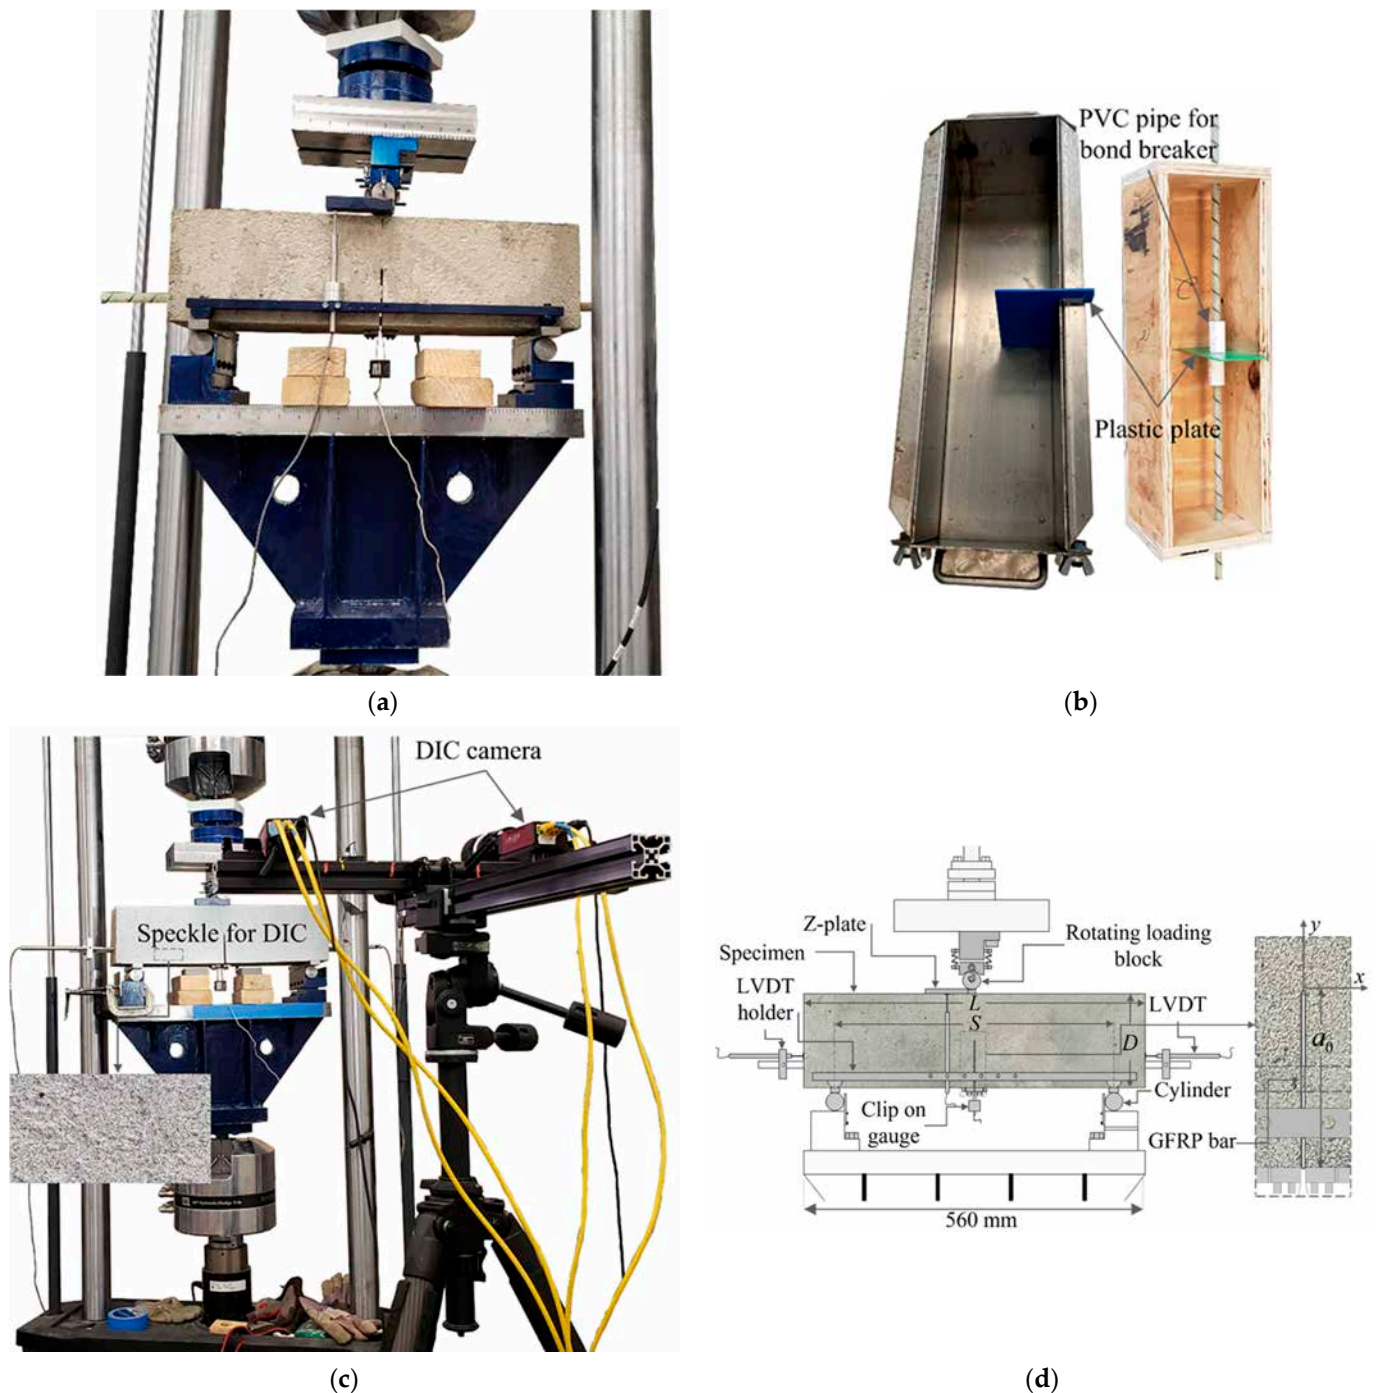 PVC pipe for
bond breaker
Plastic plate
(a)
(b)
DIC camera
Speckle for DIC
(c)
Z-plate
Rotating loading
block
Specimen
LVDT
holder
L
LVDT
S
D
Clip on
gauge
Cylinder
GFRP bar
560 mm
y
x
a₀
(d)